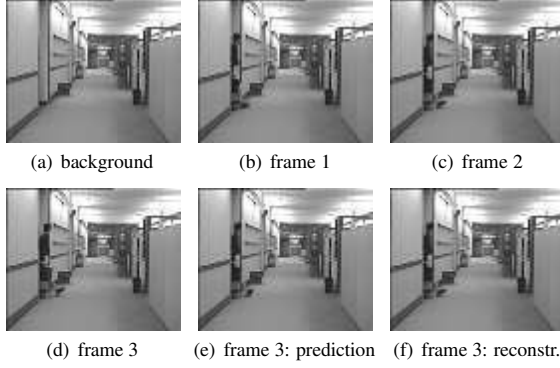 (a) background
(b) frame 1
(c) frame 2
(d) frame 3
(e) frame 3: prediction
(f) frame 3: reconstr.